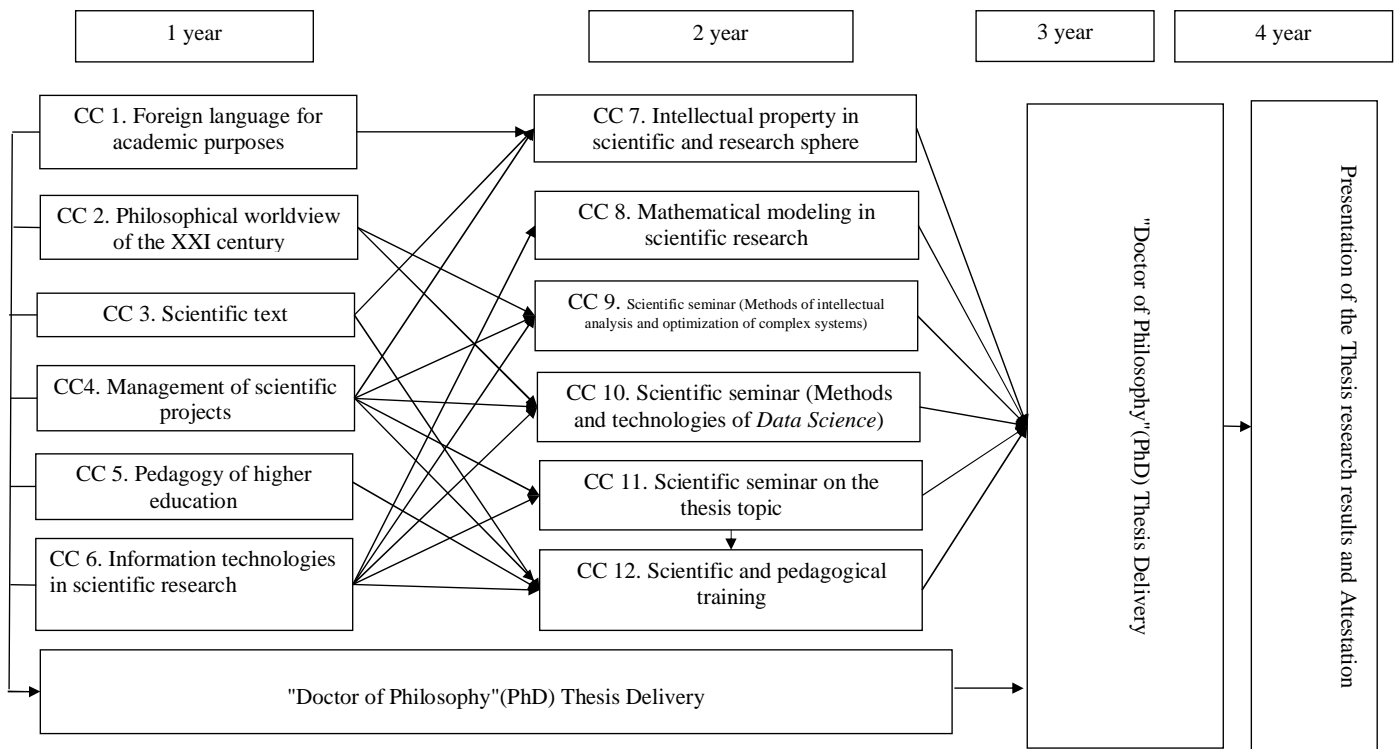 1 year
2 year
3 year
4 year
CC 1. Foreign language for
academic purposes
CC 2. Philosophical worldview
of the XXI century
CC 3. Scientific text
CC4. Management of scientific
projects
CC 5. Pedagogy of higher
education
CC 6. Information technologies
in scientific research
CC 7. Intellectual property in
scientific and research sphere
CC 8. Mathematical modeling in
scientific research
CC 9. Scientific seminar (Methods of intellectual
analysis and optimization of complex systems)
CC 10. Scientific seminar (Methods
and technologies of Data Science)
CC 11. Scientific seminar on the
thesis topic
CC 12. Scientific and pedagogical
training
"Doctor of Philosophy"(PhD) Thesis Delivery
"Doctor of Philosophy"(PhD) Thesis Delivery
Presentation of the Thesis research results and Attestation